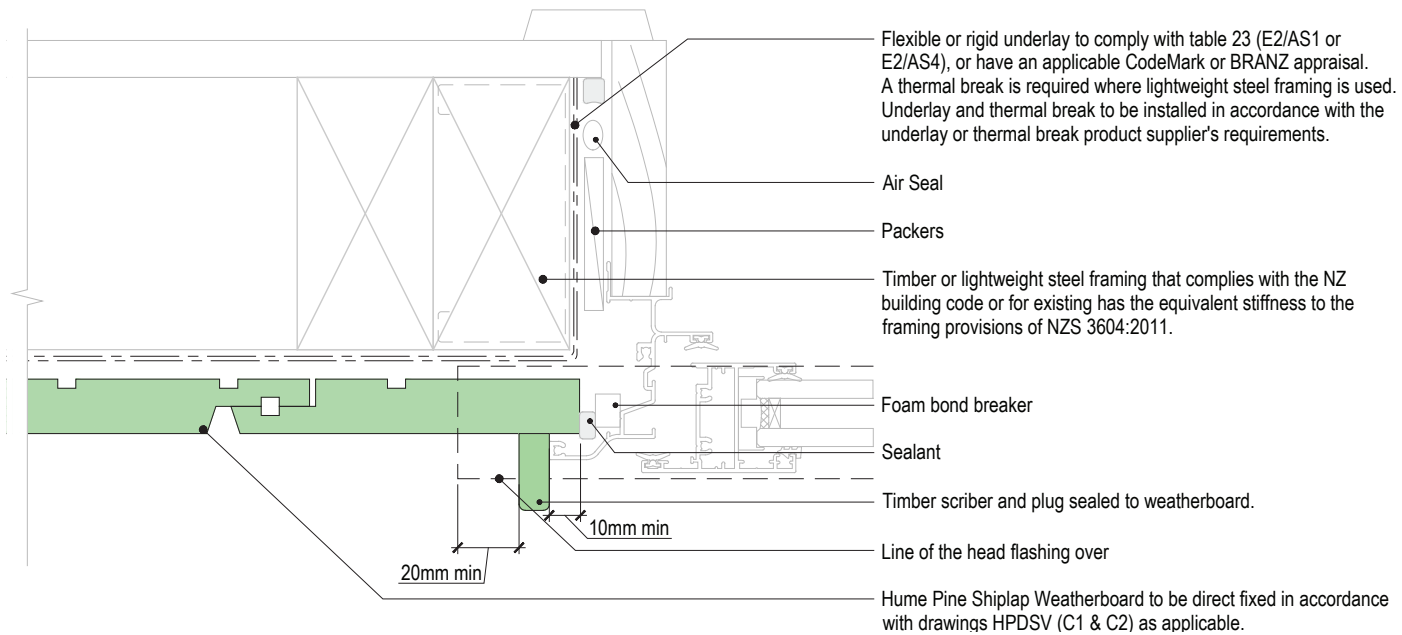 Flexible or rigid underlay to comply with table 23 (E2/AS1 or
E2/AS4), or have an applicable CodeMark or BRANZ appraisal.
A thermal break is required where lightweight steel framing is used.
Underlay and thermal break to be installed in accordance with the
underlay or thermal break product supplier's requirements.
Air Seal
Packers
Timber or lightweight steel framing that complies with the NZ
building code or for existing has the equivalent stiffness to the
framing provisions of NZS 3604:2011.
Foam bond breaker
Sealant
Timber scriber and plug sealed to weatherboard.
10mm min
Line of the head flashing over
20mm min
Hume Pine Shiplap Weatherboard to be direct fixed in accordance
with drawings HPDSV (C1 & C2) as applicable.